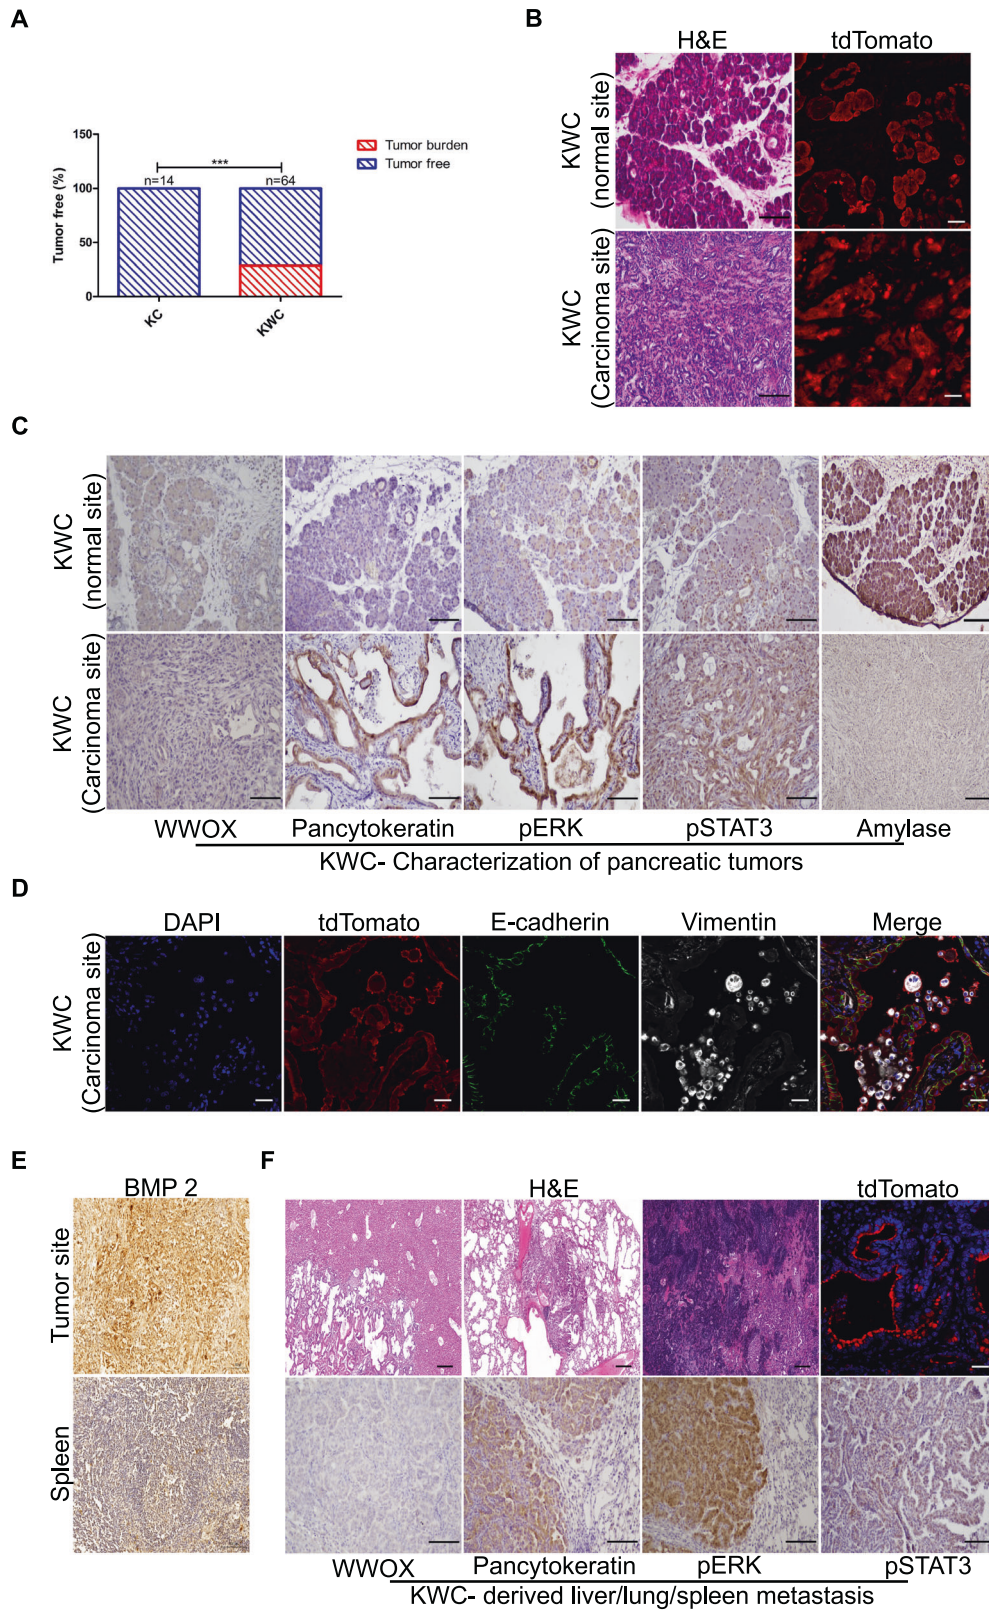 A
150
100
50
0
Tumor free (%)
***
n=14
n=64
KC
KWC
Tumor burden
Tumor free
B
H&E
tdTomato
KWC
(normal site)
KWC
(Carcinoma site)
C
KWC
(normal site)
KWC
(Carcinoma site)
WWOX
Pancytokeratin
pERK
pSTAT3
Amylase
KWC- Characterization of pancreatic tumors
D
DAPI
tdTomato
E-cadherin
Vimentin
Merge
KWC
(Carcinoma site)
E
BMP 2
Tumor site
Spleen
F
H&E
tdTomato
WWOX
Pancytokeratin
pERK
pSTAT3
KWC- derived liver/lung/spleen metastasis